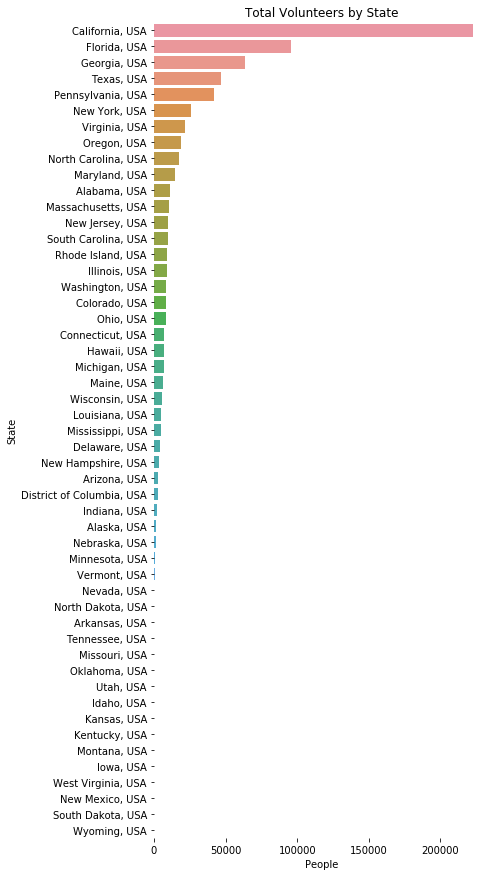 Total Volunteers by State
California, USA
Florida, USA
Georgia, USA
Texas, USA
Pennsylvania, USA
New York, USA
Virginia, USA
Oregon, USA
North Carolina, USA
Maryland, USA
Alabama, USA
Massachusetts, USA
New Jersey, USA
South Carolina, USA
Rhode Island, USA
Illinois, USA
Washington, USA
Colorado, USA
Ohio, USA
Connecticut, USA
Hawaii, USA
Michigan, USA
Maine, USA
Wisconsin, USA
Louisiana, USA
Mississippi, USA
Delaware, USA
New Hampshire, USA
Arizona, USA
District of Columbia, USA
Indiana, USA
Alaska, USA
Nebraska, USA
Minnesota, USA
Vermont, USA
Nevada, USA
North Dakota, USA
Arkansas, USA
Tennessee, USA
Missouri, USA
Oklahoma, USA
Utah, USA
Idaho, USA
Kansas, USA
Kentucky, USA
Montana, USA
Iowa, USA
West Virginia, USA
New Mexico, USA
South Dakota, USA
Wyoming, USA
State
0 50000 100000 150000 200000
People